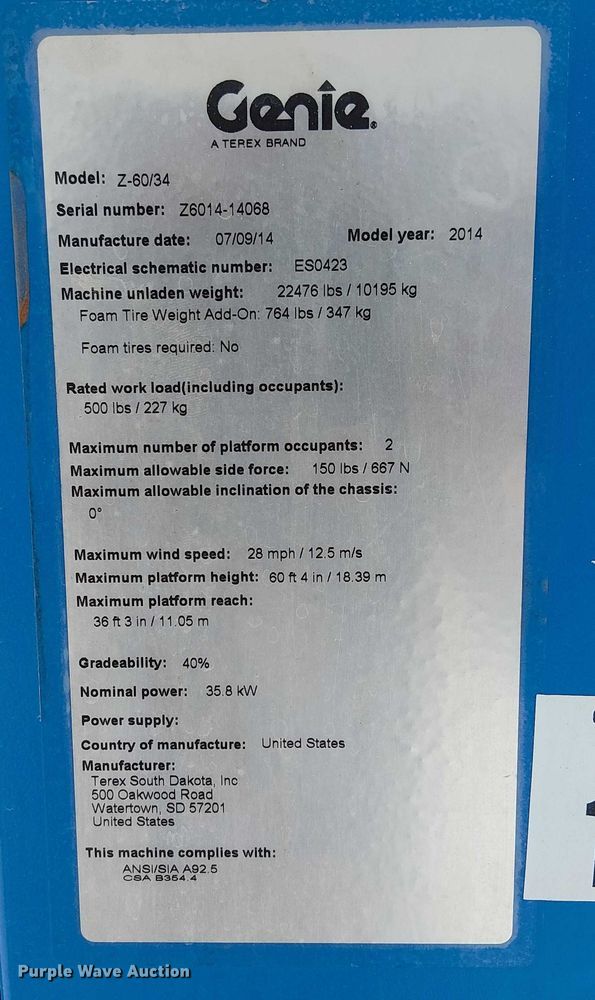 Genie.
A TEREX BRAND
Model: Z-60/34
Serial number: Z6014-14068
Manufacture date: 07/09/14 Model year: 2014
Electrical schematic number: ES0423
Machine unladen weight: 22476 lbs / 10195 kg
Foam Tire Weight Add-On: 764 lbs / 347 kg
Foam tires required: No
Rated work load(including occupants):
500 lbs / 227 kg
Maximum number of platform occupants: 2
Maximum allowable side force: 150 lbs / 667 N
Maximum allowable inclination of the chassis:
0°
Maximum wind speed: 28 mph / 12.5 m/s
Maximum platform height: 60 ft 4 in / 18.39 m
Maximum platform reach:
36 ft 3 in / 11.05 m
Gradeability: 40%
Nominal power: 35.8 kW
Power supply:
Country of manufacture: United States
Manufacturer:
Terex South Dakota, Inc
500 Oakwood Road
Watertown, SD 57201
United States
This machine complies with:
ANSI/SIA A92.5
CSA B354.4
Purple Wave Auction